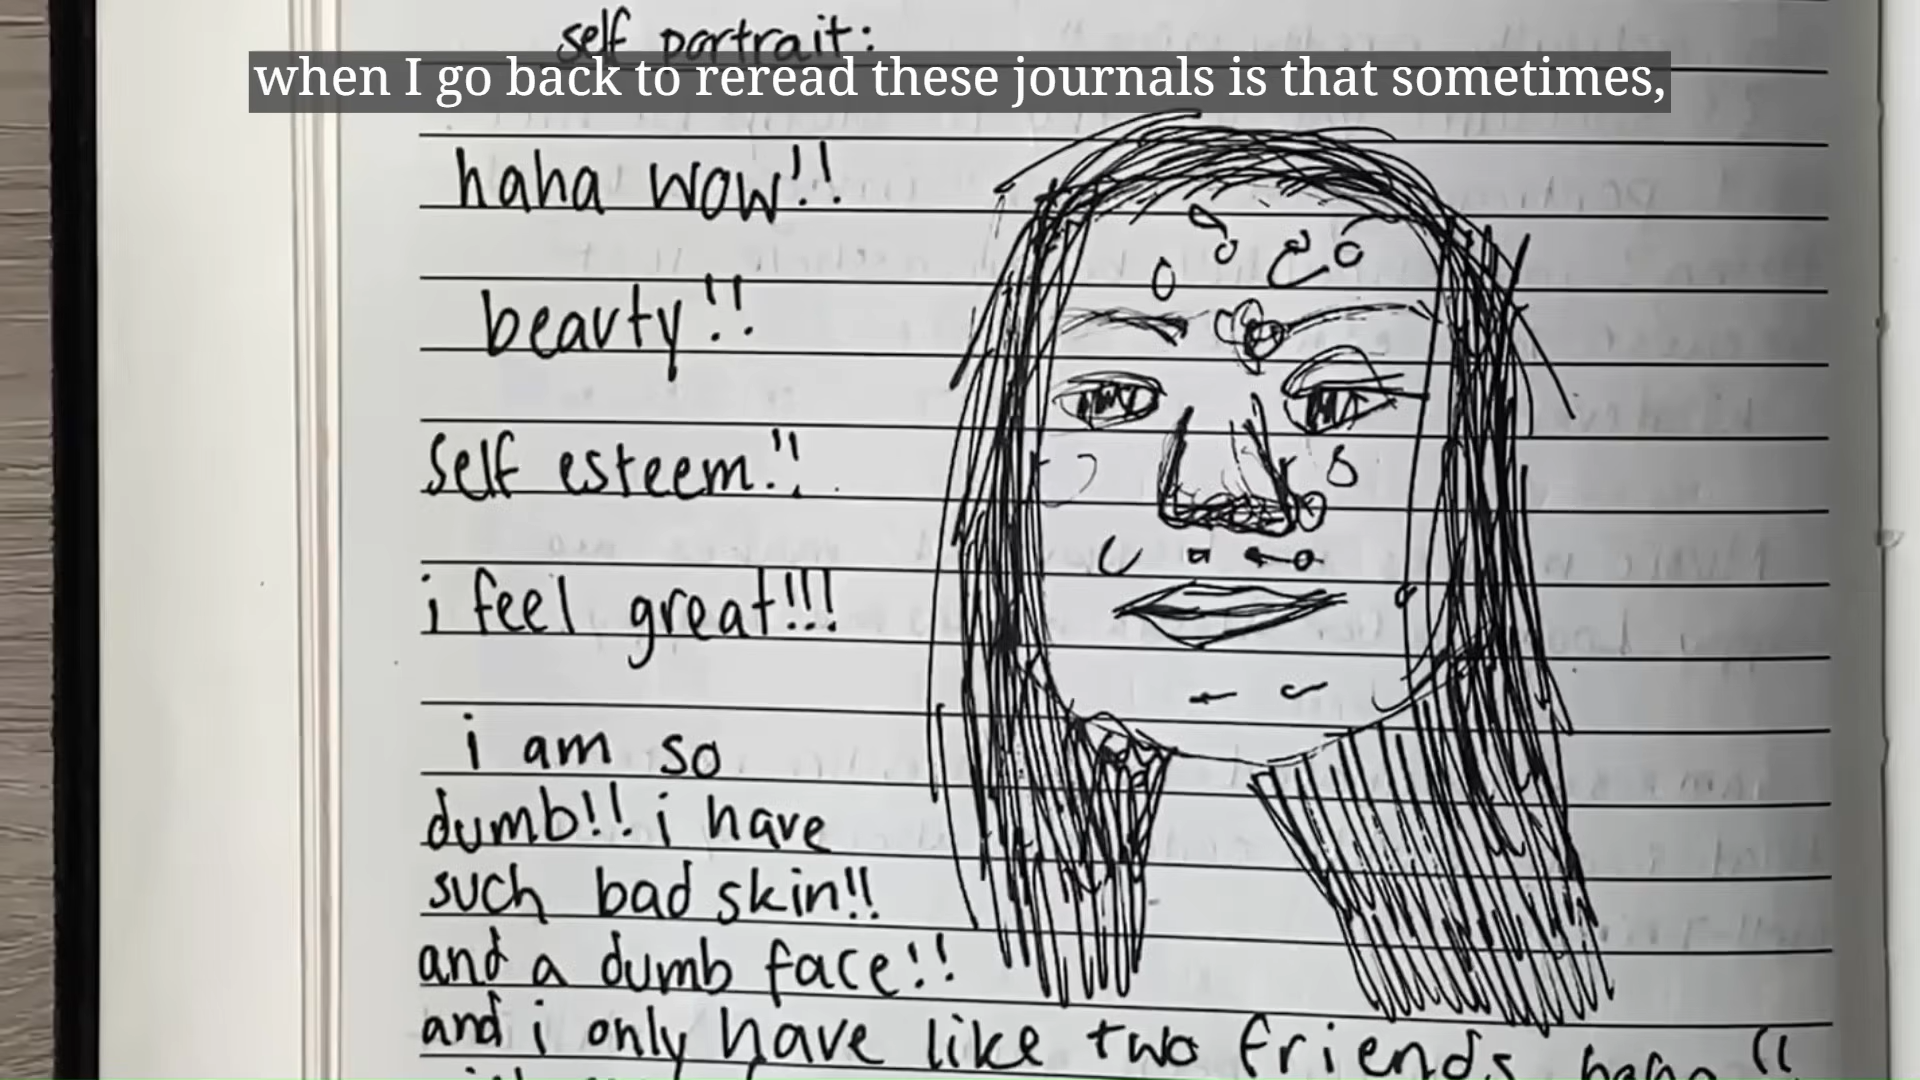 self portrait:
when I go back to reread these journals is that sometimes,
haha wow!!
beauty!!
self esteem!!
i feel great!!!
i am so
dumb!! i have
such bad skin!!
and a dumb face!!
and i only have like two friends haha !!